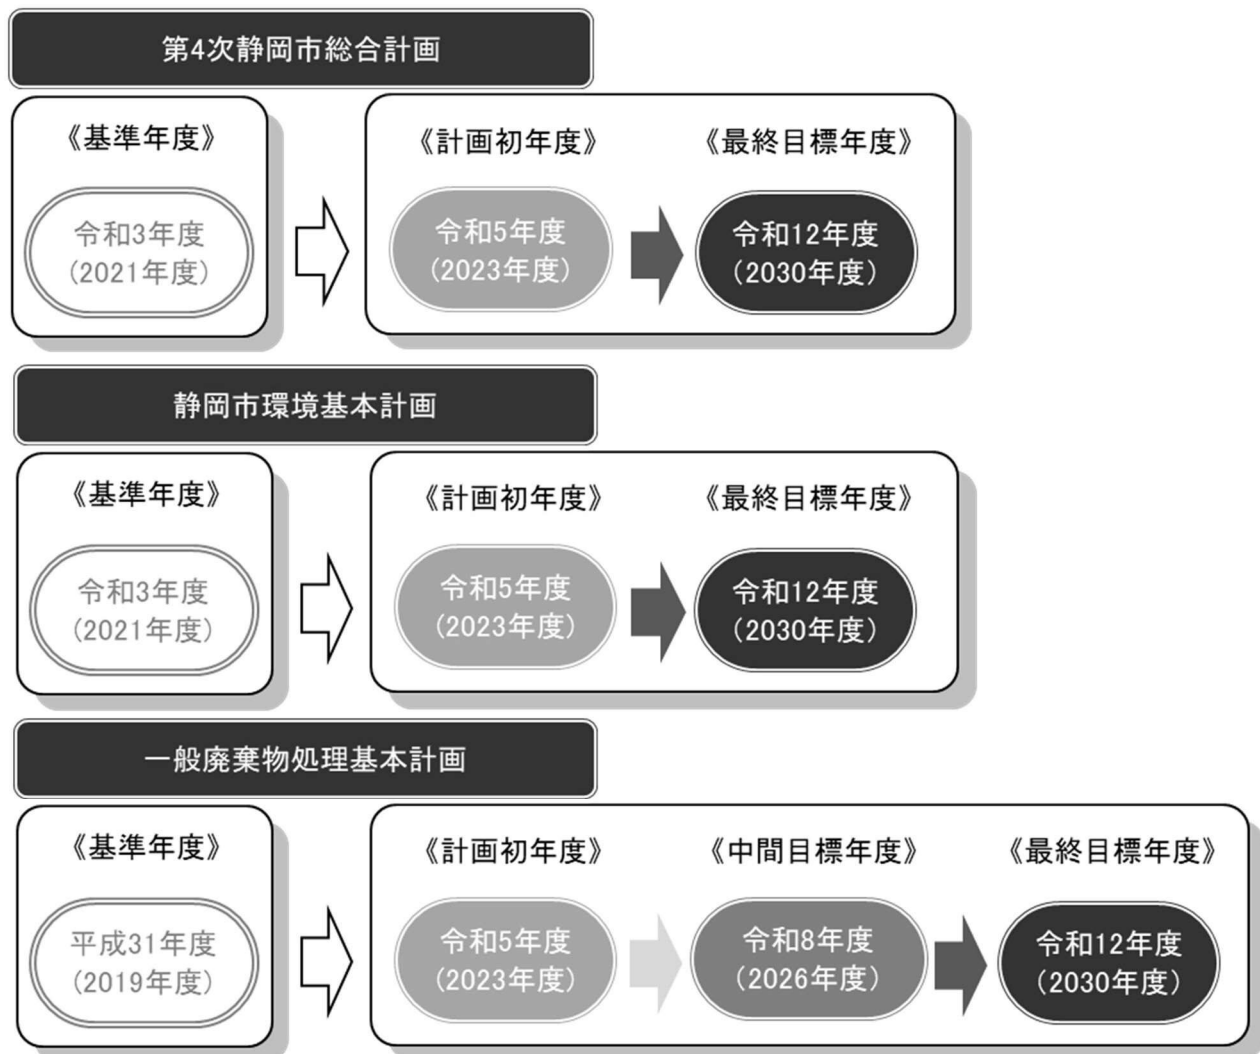 第4次静岡市総合計画
《基準年度》
令和3年度
(2021年度)
《計画初年度》
令和5年度
(2023年度)
《最終目標年度》
令和12年度
(2030年度)
静岡市環境基本計画
《基準年度》
令和3年度
(2021年度)
《計画初年度》
令和5年度
(2023年度)
《最終目標年度》
令和12年度
(2030年度)
一般廃棄物処理基本計画
《基準年度》
平成31年度
(2019年度)
《計画初年度》
令和5年度
(2023年度)
《中間目標年度》
令和8年度
(2026年度)
《最終目標年度》
令和12年度
(2030年度)